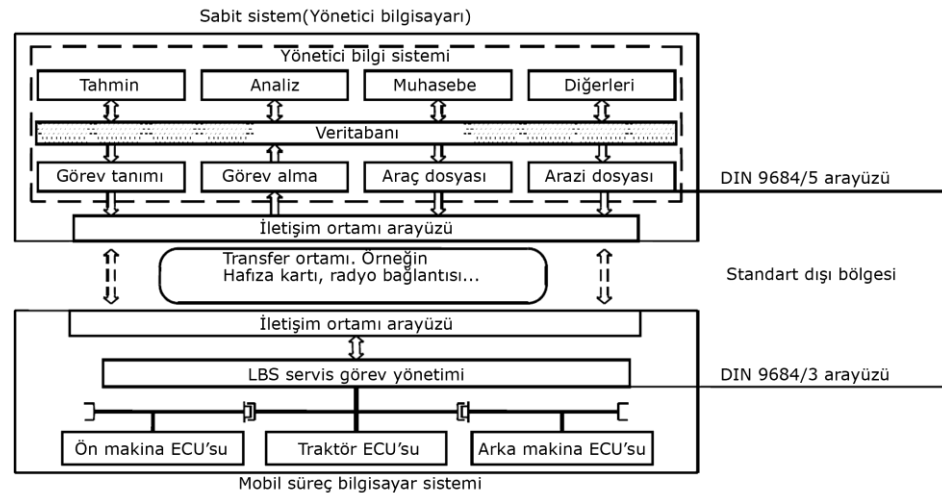 Sabit sistem(Yönetici bilgisayarı)
Yönetici bilgi sistemi
Tahmin
Analiz
Muhasebe
Diğerleri
Veritabanı
Görev tanımı
Görev alma
Araç dosyası
Arazi dosyası
DIN 9684/5 arayüzü
İletişim ortamı arayüzü
Transfer ortamı. Örneğin
Hafıza kartı, radyo bağlantısı...
Standart dışı bölgesi
İletişim ortamı arayüzü
LBS servis görev yönetimi
DIN 9684/3 arayüzü
Ön makina ECU’su
Traktör ECU’su
Arka makina ECU’su
Mobil süreç bilgisayar sistemi